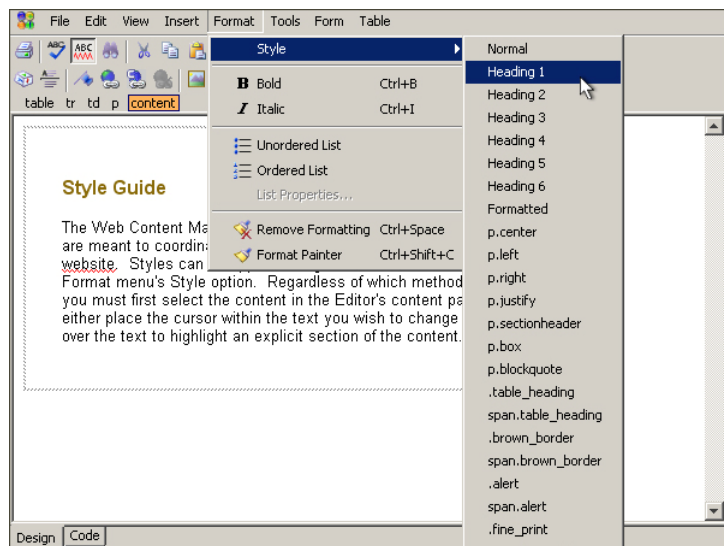 File Edit View Insert Format Tools Form Table
ABC ABC
table tr td p content
Style
B Bold Ctrl+B
I Italic Ctrl+I
Unordered List
Ordered List
List Properties...
Remove Formatting Ctrl+Space
Format Painter Ctrl+Shift+C
Normal
Heading 1
Heading 2
Heading 3
Heading 4
Heading 5
Heading 6
Formatted
p.center
p.left
p.right
p.justify
p.sectionheader
p.box
p.blockquote
.table_heading
span.table_heading
.brown_border
span.brown_border
.alert
span.alert
.fine_print
Style Guide
The Web Content Ma
are meant to coordin
website. Styles can
Format menu's Style option. Regardless of which method
you must first select the content in the Editor's content pa
either place the cursor within the text you wish to change
over the text to highlight an explicit section of the content.
Design Code